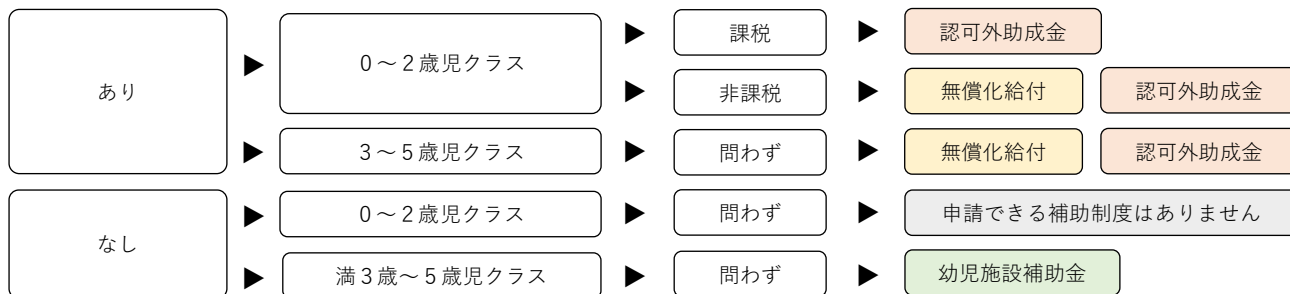 あり
0～2歳児クラス
▶ 課税 ▶ 認可外助成金
▶ 非課税 ▶ 無償化給付 認可外助成金
▶ 3～5歳児クラス ▶ 問わず ▶ 無償化給付 認可外助成金
なし
▶ 0～2歳児クラス ▶ 問わず ▶ 申請できる補助制度はありません
▶ 満3歳～5歳児クラス ▶ 問わず ▶ 幼児施設補助金